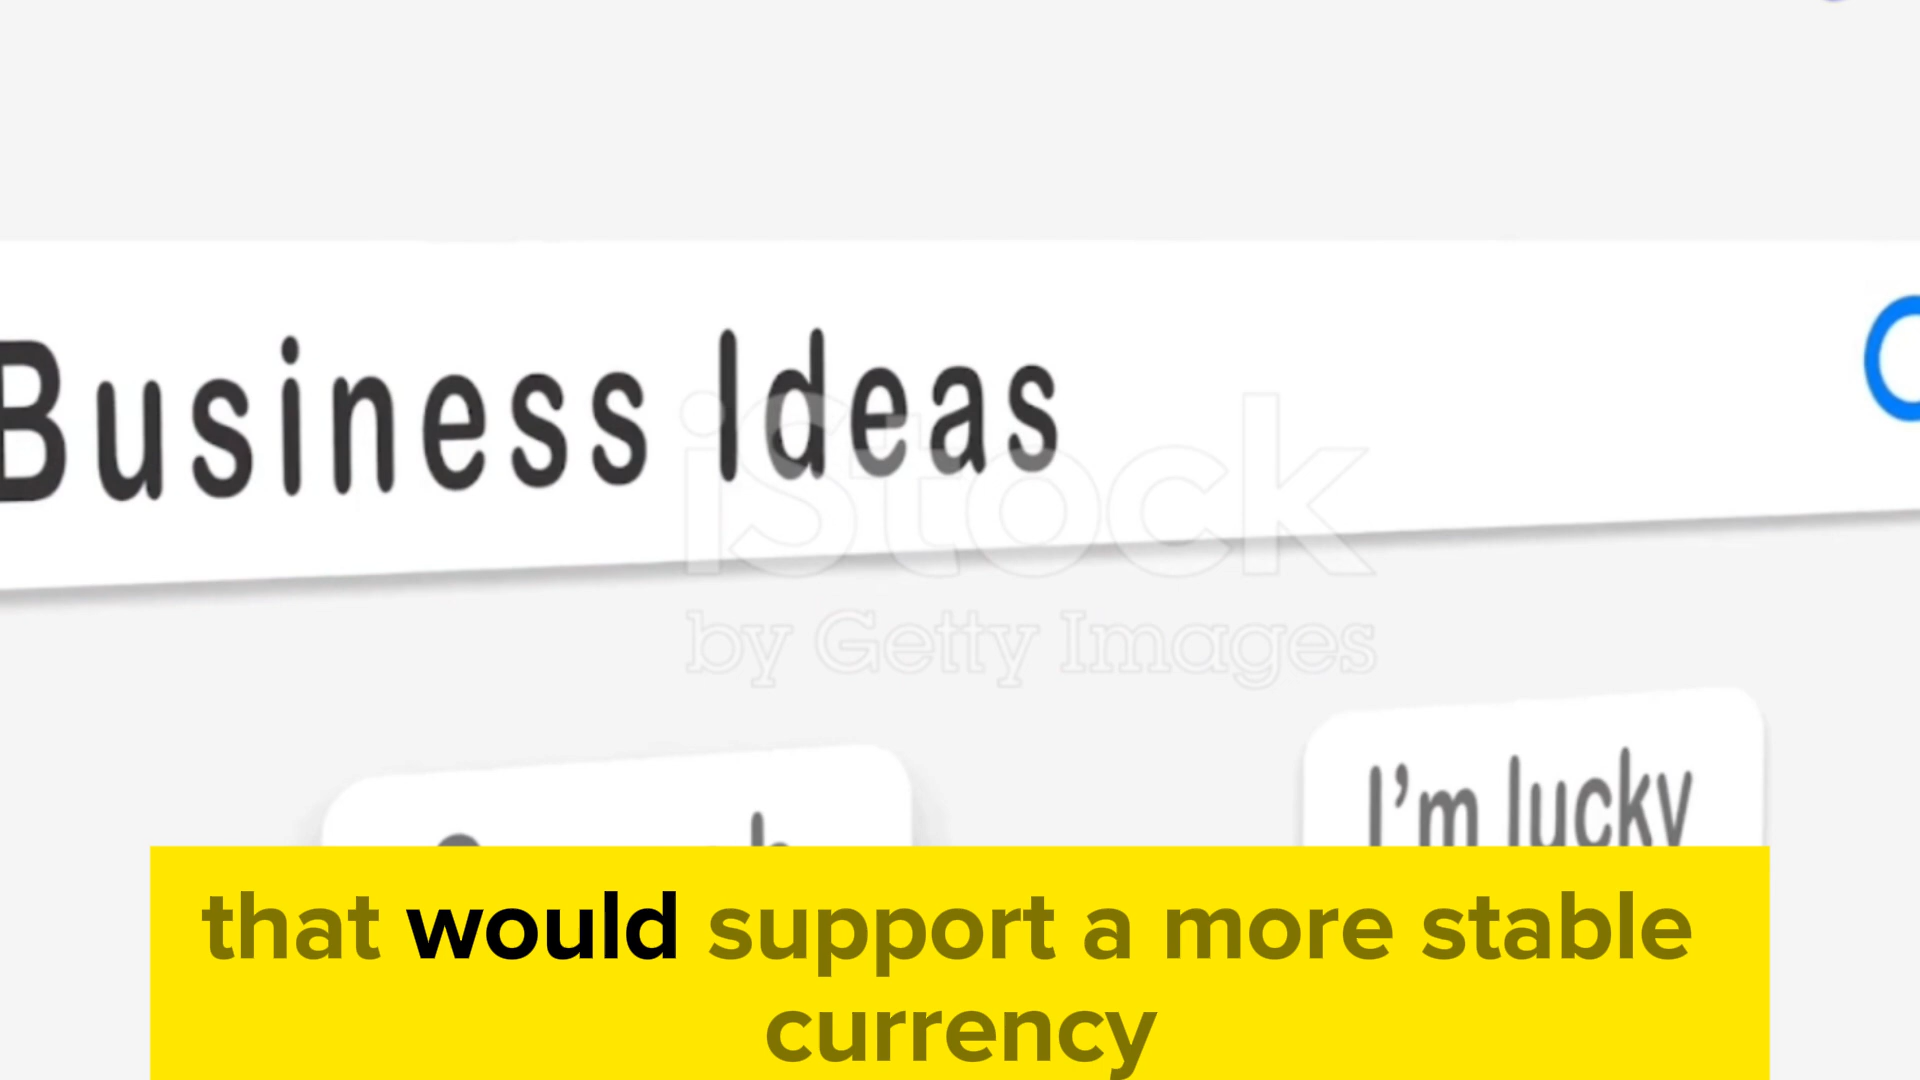 Business Ideas
iStock
by Getty Images
I'm lucky
that would support a more stable
currency